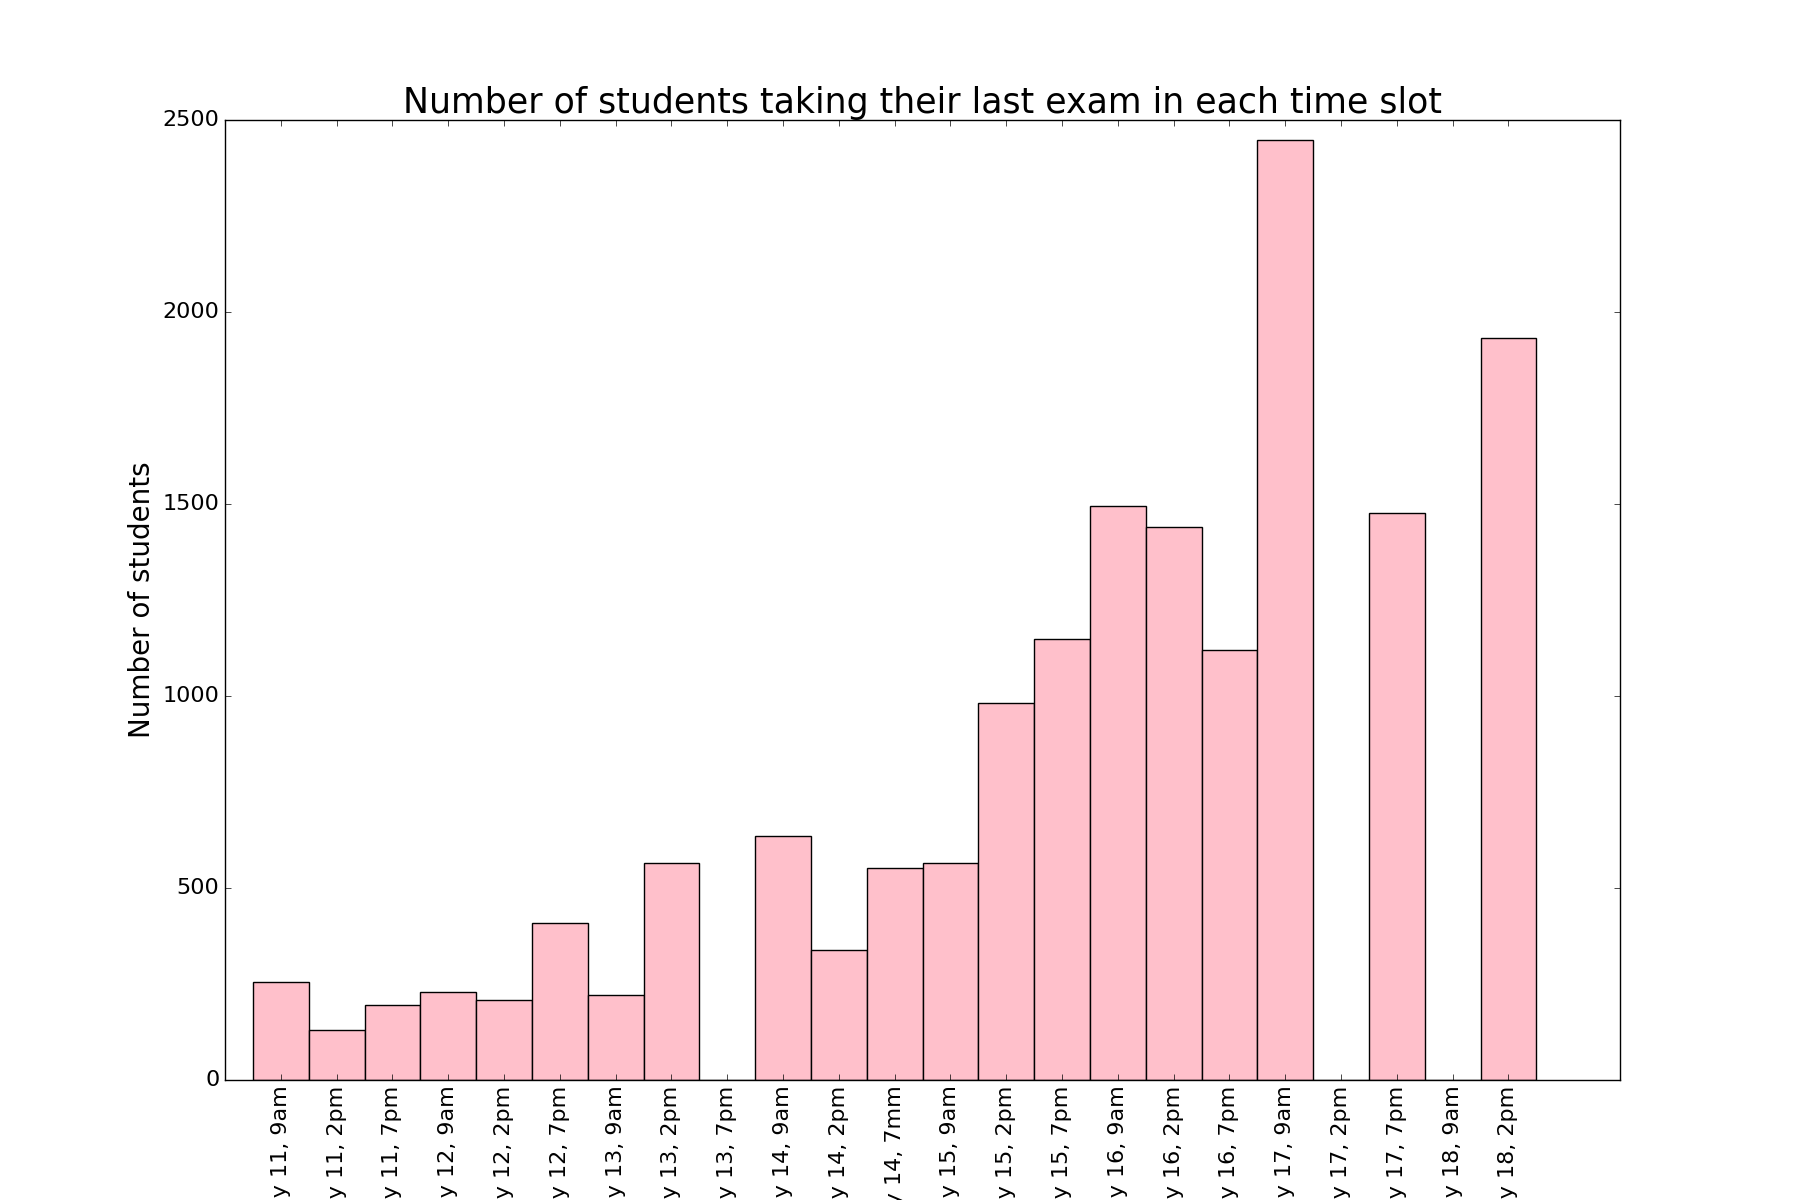 Number of students taking their last exam in each time slot
Number of students
2500
2000
1500
1000
500
0
y 11, 9am
y 11, 2pm
y 11, 7pm
y 12, 9am
y 12, 2pm
y 12, 7pm
y 13, 9am
y 13, 2pm
y 13, 7pm
y 14, 9am
y 14, 2pm
y 14, 7mm
y 15, 9am
y 15, 2pm
y 15, 7pm
y 16, 9am
y 16, 2pm
y 16, 7pm
y 17, 9am
y 17, 2pm
y 17, 7pm
y 18, 9am
y 18, 2pm